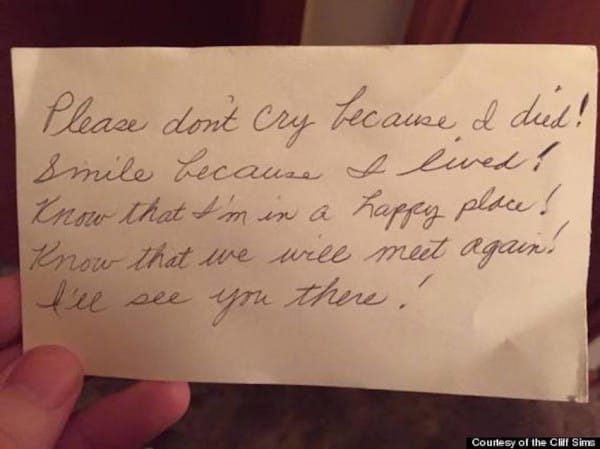 Please don't cry because I died!
Smile because I lived!
Know that I'm in a happy place!
Know that we will meet again!
I'll see you there!
Courtesy of the Cliff Sims